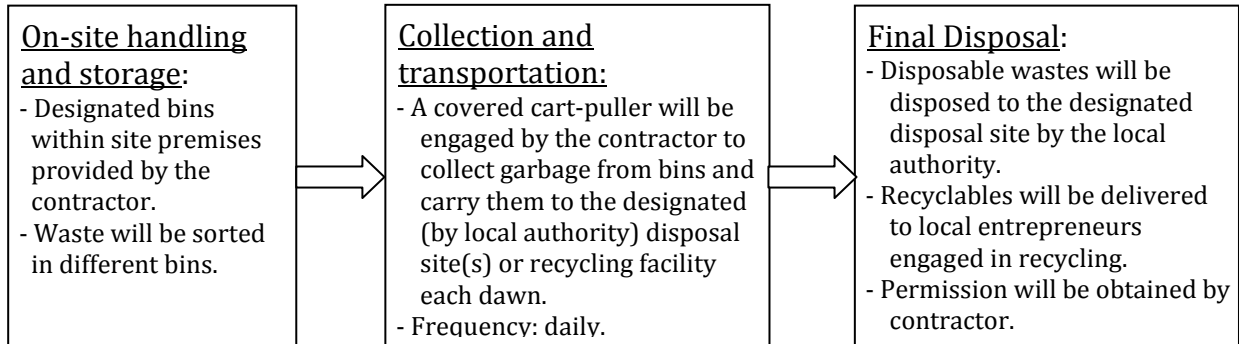 On-site handling
and storage:
- Designated bins
within site premises
provided by the
contractor.
- Waste will be sorted
in different bins.
Collection and
transportation:
- A covered cart-puller will be
engaged by the contractor to
collect garbage from bins and
carry them to the designated
(by local authority) disposal
site(s) or recycling facility
each dawn.
- Frequency: daily.
Final Disposal:
- Disposable wastes will be
disposed to the designated
disposal site by the local
authority.
- Recyclables will be delivered
to local entrepreneurs
engaged in recycling.
- Permission will be obtained by
contractor.